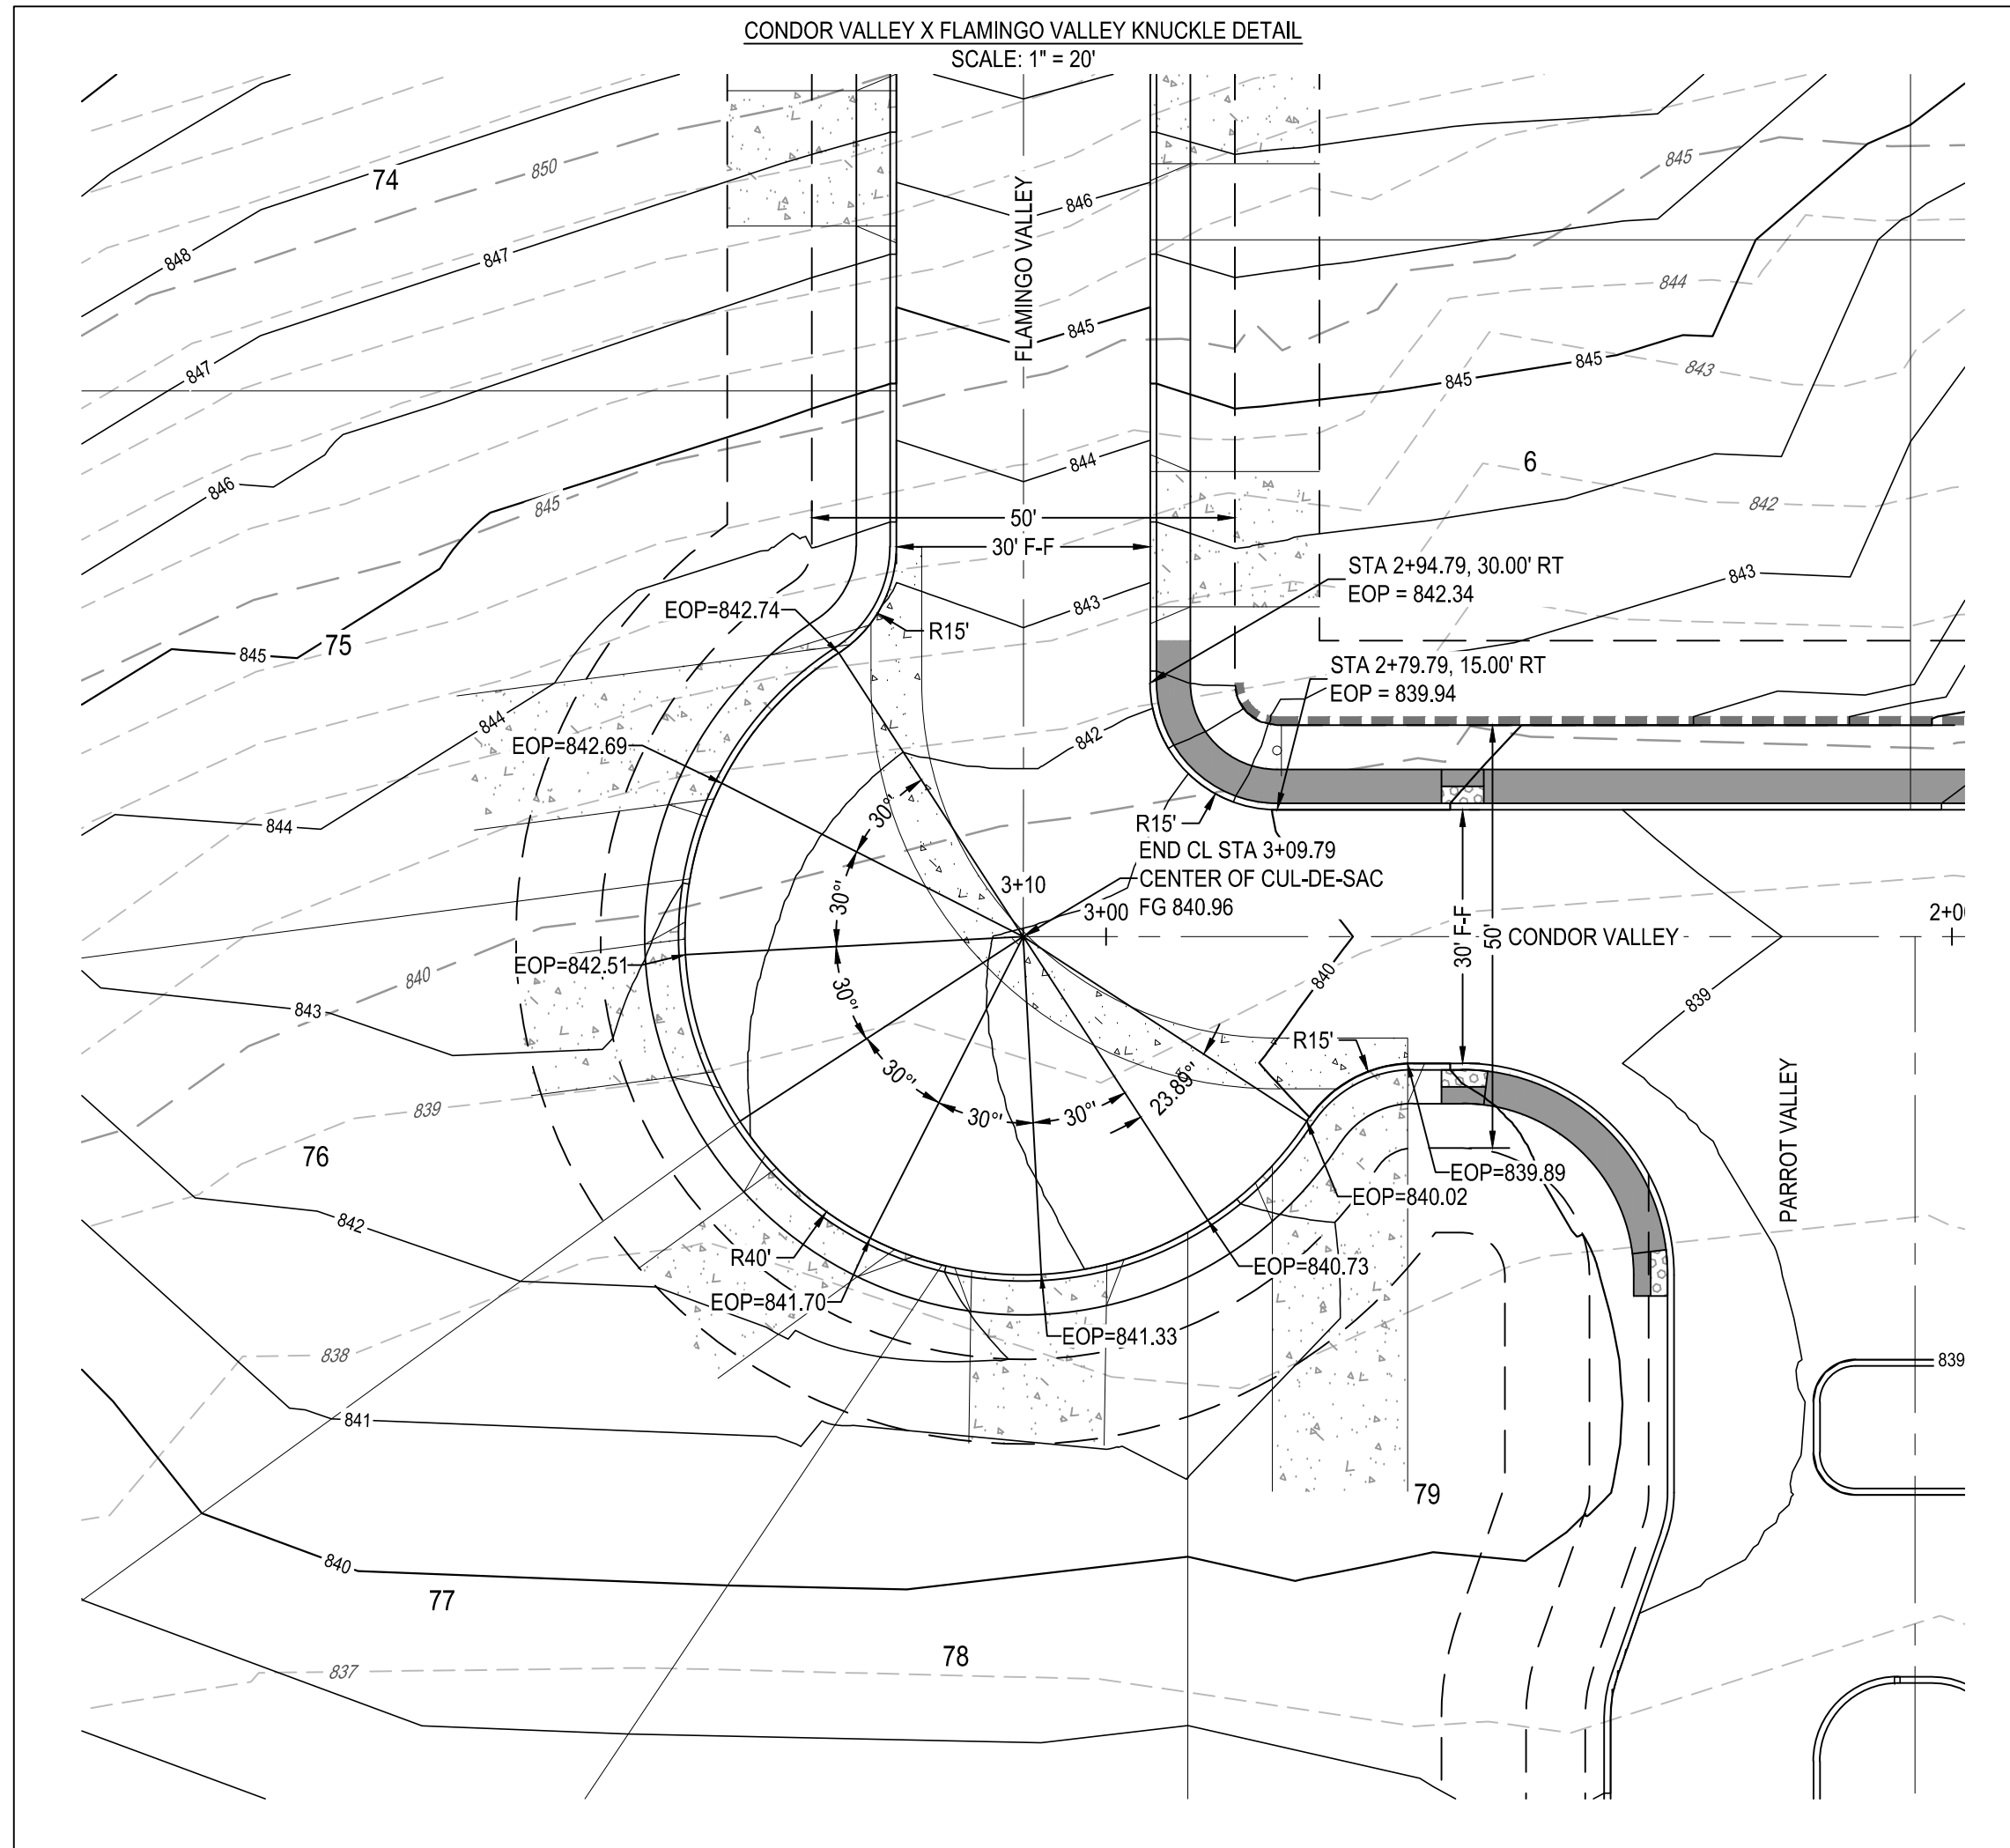 CONDOR VALLEY X FLAMINGO VALLEY KNUCKLE DETAIL
SCALE: 1" = 20'
74
850
845
848
847
846
FLAMINGO VALLEY
844
847
845
845
845
843
846
844
6
842
845
50'
30' F-F
STA 2+94.79, 30.00' RT
EOP = 842.34
843
EOP=842.74
843
R15'
75
845
STA 2+79.79, 15.00' RT
EOP = 839.94
844
EOP=842.69
842
844
30°
R15'
END CL STA 3+09.79
CENTER OF CUL-DE-SAC
FG 840.96
3+10
3+00
30°
30' F-F
50'
CONDOR VALLEY
2+0
EOP=842.51
840
840
839
843
30°
R15'
30°
23.89°
30°
30°
839
PARROT VALLEY
76
EOP=839.89
EOP=840.02
842
R40'
EOP=840.73
EOP=841.70
EOP=841.33
838
839
841
79
840
77
78
837